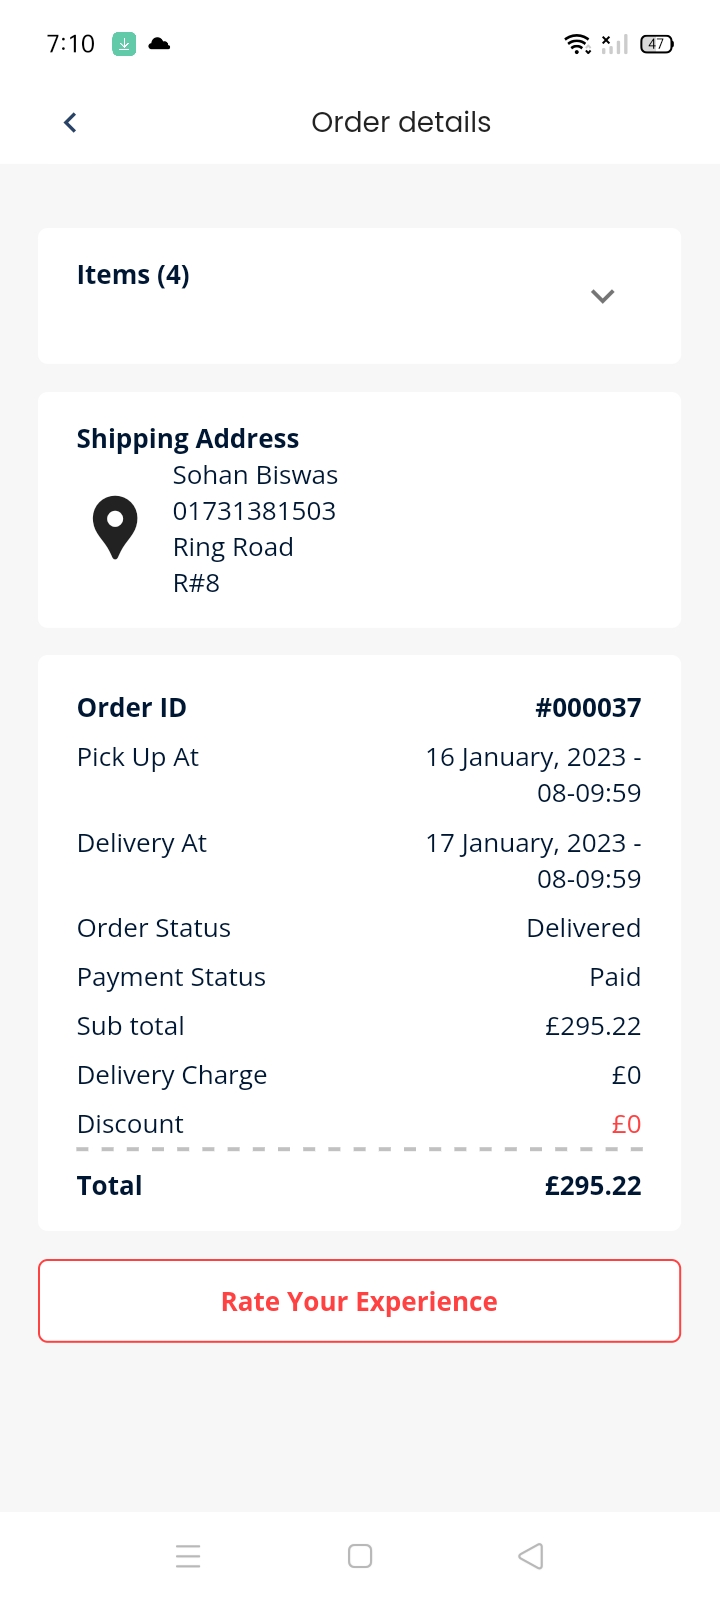 7:10
47
Order details
Items (4)
Shipping Address
Sohan Biswas
01731381503
Ring Road
R#8
Order ID #000037
Pick Up At 16 January, 2023 -
08-09:59
Delivery At 17 January, 2023 -
08-09:59
Order Status Delivered
Payment Status Paid
Sub total £295.22
Delivery Charge £0
Discount £0
Total £295.22
Rate Your Experience